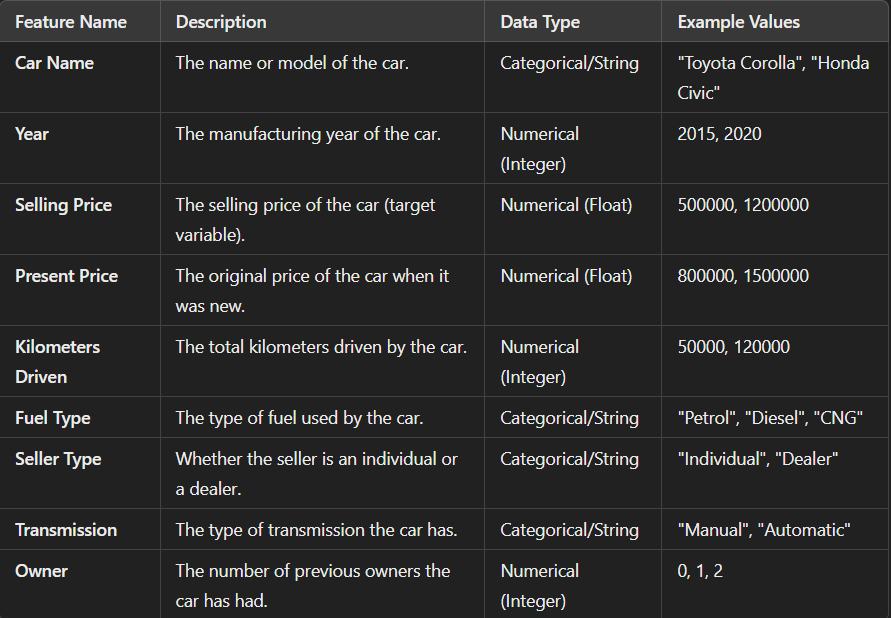 Feature Name Description Data Type Example Values
Car Name The name or model of the car. Categorical/String "Toyota Corolla", "Honda
Civic"
Year The manufacturing year of the car. Numerical 2015, 2020
(Integer)
Selling Price The selling price of the car (target Numerical (Float) 500000, 1200000
variable).
Present Price The original price of the car when it Numerical (Float) 800000, 1500000
was new.
Kilometers The total kilometers driven by the car. Numerical 50000, 120000
Driven (Integer)
Fuel Type The type of fuel used by the car. Categorical/String "Petrol", "Diesel", "CNG"
Seller Type Whether the seller is an individual or Categorical/String "Individual", "Dealer"
a dealer.
Transmission The type of transmission the car has. Categorical/String "Manual", "Automatic"
Owner The number of previous owners the Numerical 0, 1, 2
car has had. (Integer)